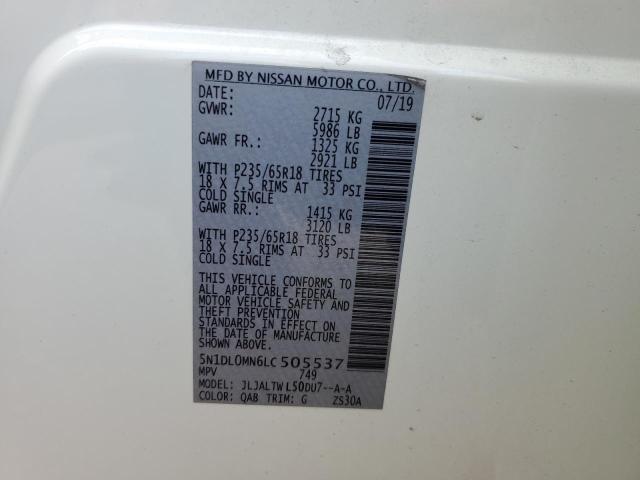 MFD BY NISSAN MOTOR CO., LTD.
DATE: 07/19
GVWR: 2715 KG
5986 LB
GAWR FR.: 1325 KG
2921 LB
WITH P235/65R18 TIRES
18 X 7.5 RIMS AT 33 PSI
COLD SINGLE
GAWR RR.: 1415 KG
3120 LB
WITH P235/65R18 TIRES
18 X 7.5 RIMS AT 33 PSI
COLD SINGLE
THIS VEHICLE CONFORMS TO
ALL APPLICABLE FEDERAL
MOTOR VEHICLE SAFETY AND
THEFT PREVENTION
STANDARDS IN EFFECT ON
THE DATE OF MANUFACTURE
SHOWN ABOVE
5N1DL0MN6LC505537
MPV 749
MODEL: JLJALTWL50DU7--A-A
COLOR: QAB TRIM: G ZS30A